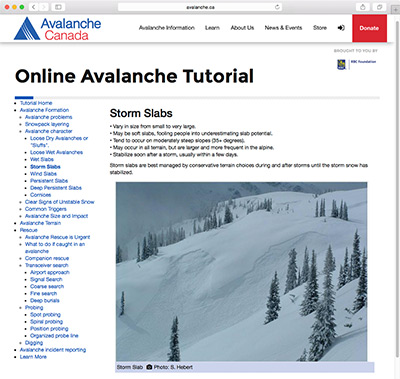 avalanche.ca
Avalanche
Canada
Avalanche Information
Learn
About Us
News & Events
Store
Donate
BROUGHT TO YOU BY
RBC Foundation
Online Avalanche Tutorial
Tutorial Home
Avalanche Formation
Avalanche problems
Snowpack layering
Avalanche character
Loose Dry Avalanches or
"Sluffs".
Loose Wet Avalanches
Wet Slabs
Storm Slabs
Wind Slabs
Persistent Slabs
Deep Persistent Slabs
Cornices
Clear Signs of Unstable Snow
Common Triggers
Avalanche Size and Impact
Avalanche Terrain
Rescue
Avalanche Rescue is Urgent
What to do if caught in an
avalanche
Companion rescue
Transceiver search
Airport approach
Signal Search
Coarse search
Fine search
Deep burials
Probing
Spot probing
Spiral probing
Position probing
Organized probe line
Digging
Avalanche incident reporting
Learn More
Storm Slabs
• Vary in size from small to very large.
• May be soft slabs, fooling people into underestimating slab potential.
• Tend to occur on moderately steep slopes (35+ degrees).
• May occur in all terrain, but are larger and more frequent in the alpine.
• Stabilize soon after a storm, usually within a few days.
Storm slabs are best managed by conservative terrain choices during and after storms until the storm snow has
stabilized.
Storm Slab Photo: S. Hebert